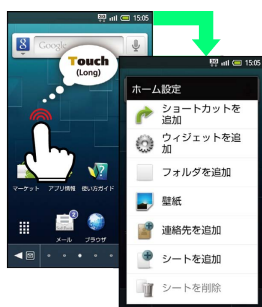 15:05
Google
Touch
(Long)
マーケット アプリ情報 使い方ガイド
2
メール ブラウザ
15:05
ホーム設定
ショートカットを
追加
ウィジェットを追
加
フォルダを追加
壁紙
連絡先を追加
シートを追加
シートを削除